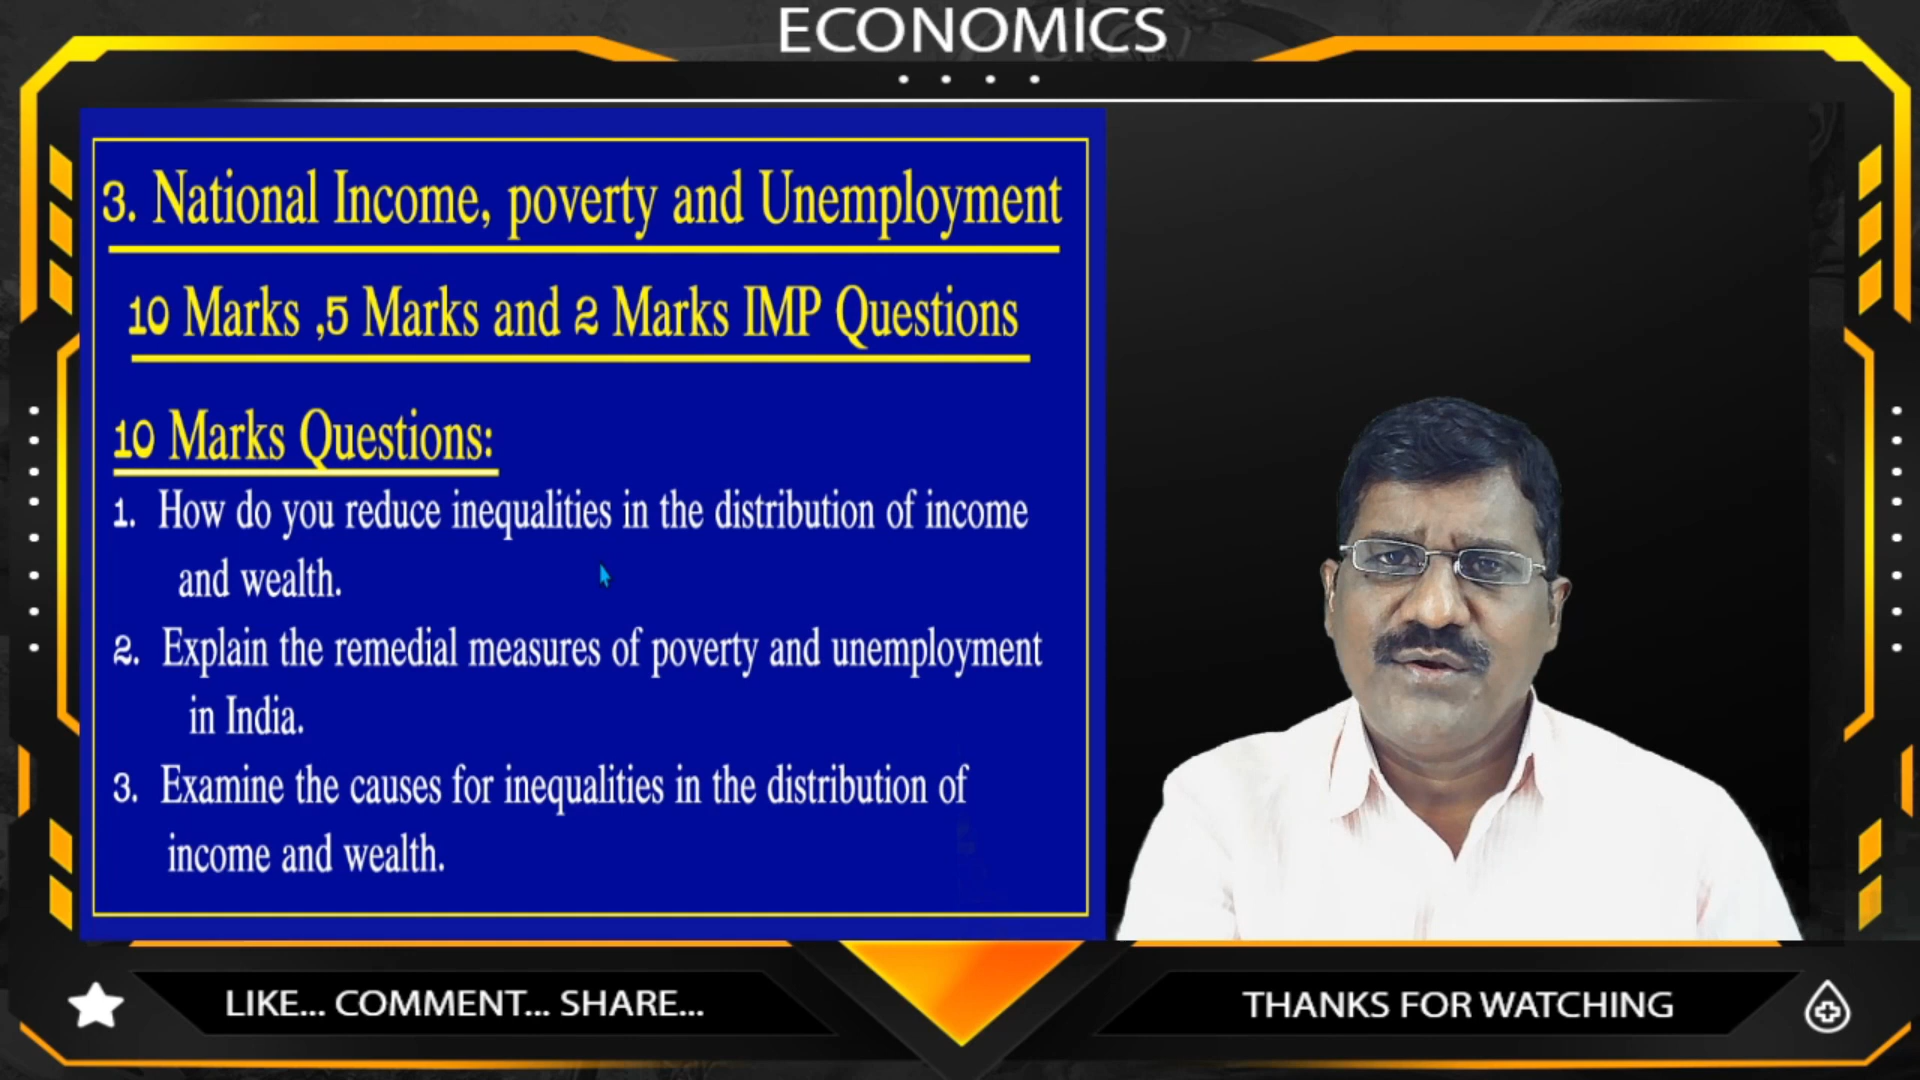 ECONOMICS
3. National Income, poverty and Unemployment
10 Marks ,5 Marks and 2 Marks IMP Questions
10 Marks Questions:
1. How do you reduce inequalities in the distribution of income
and wealth.
2. Explain the remedial measures of poverty and unemployment
in India.
3. Examine the causes for inequalities in the distribution of
income and wealth.
LIKE... COMMENT... SHARE...
THANKS FOR WATCHING